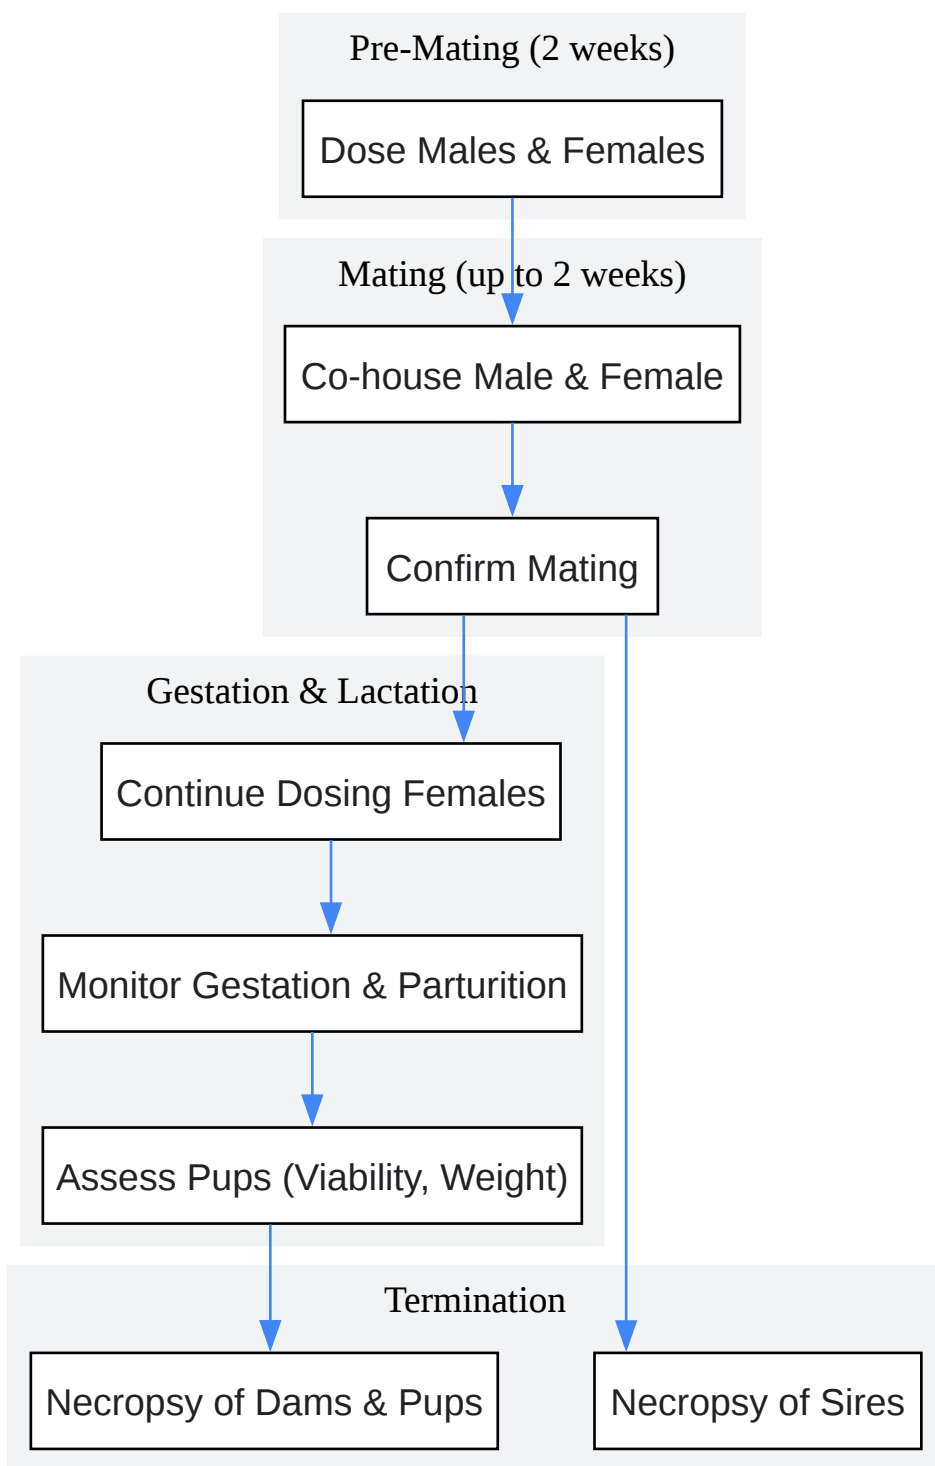 Pre-Mating (2 weeks)
Dose Males & Females
Mating (up to 2 weeks)
Co-house Male & Female
Confirm Mating
Gestation & Lactation
Continue Dosing Females
Monitor Gestation & Parturition
Assess Pups (Viability, Weight)
Termination
Necropsy of Dams & Pups
Necropsy of Sires